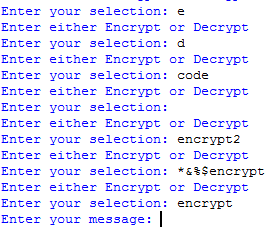 Enter your selection: e
Enter either Encrypt or Decrypt
Enter your selection: d
Enter either Encrypt or Decrypt
Enter your selection: code
Enter either Encrypt or Decrypt
Enter your selection:
Enter either Encrypt or Decrypt
Enter your selection: encrypt2
Enter either Encrypt or Decrypt
Enter your selection: *&%$encrypt
Enter either Encrypt or Decrypt
Enter your selection: encrypt
Enter your message: